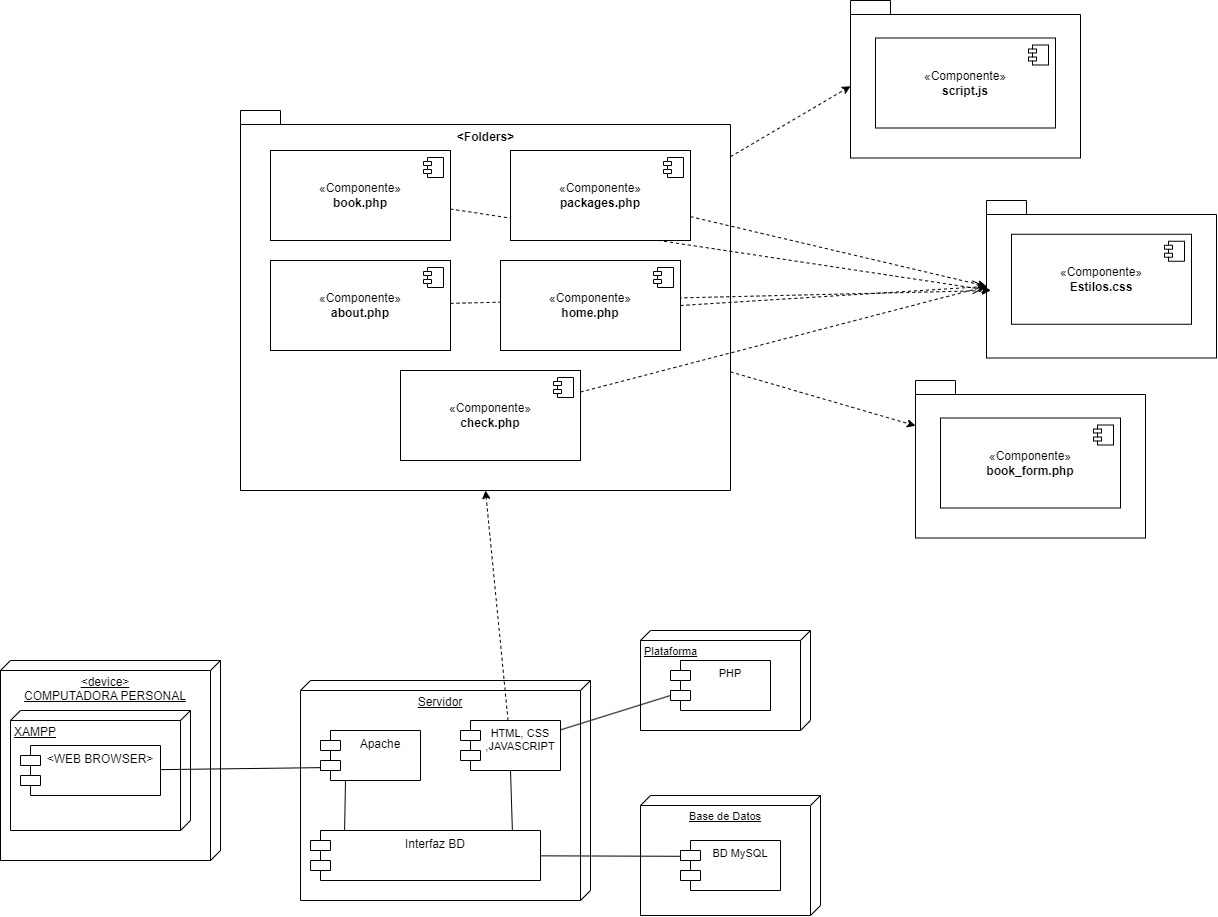 «Componente»
script.js
<Folders>
«Componente»
book.php
«Componente»
packages.php
«Componente»
about.php
«Componente»
home.php
«Componente»
check.php
«Componente»
Estilos.css
«Componente»
book_form.php
<device>
COMPUTADORA PERSONAL
XAMPP
<WEB BROWSER>
Servidor
Apache
HTML, CSS
,JAVASCRIPT
Interfaz BD
Plataforma
PHP
Base de Datos
BD MySQL